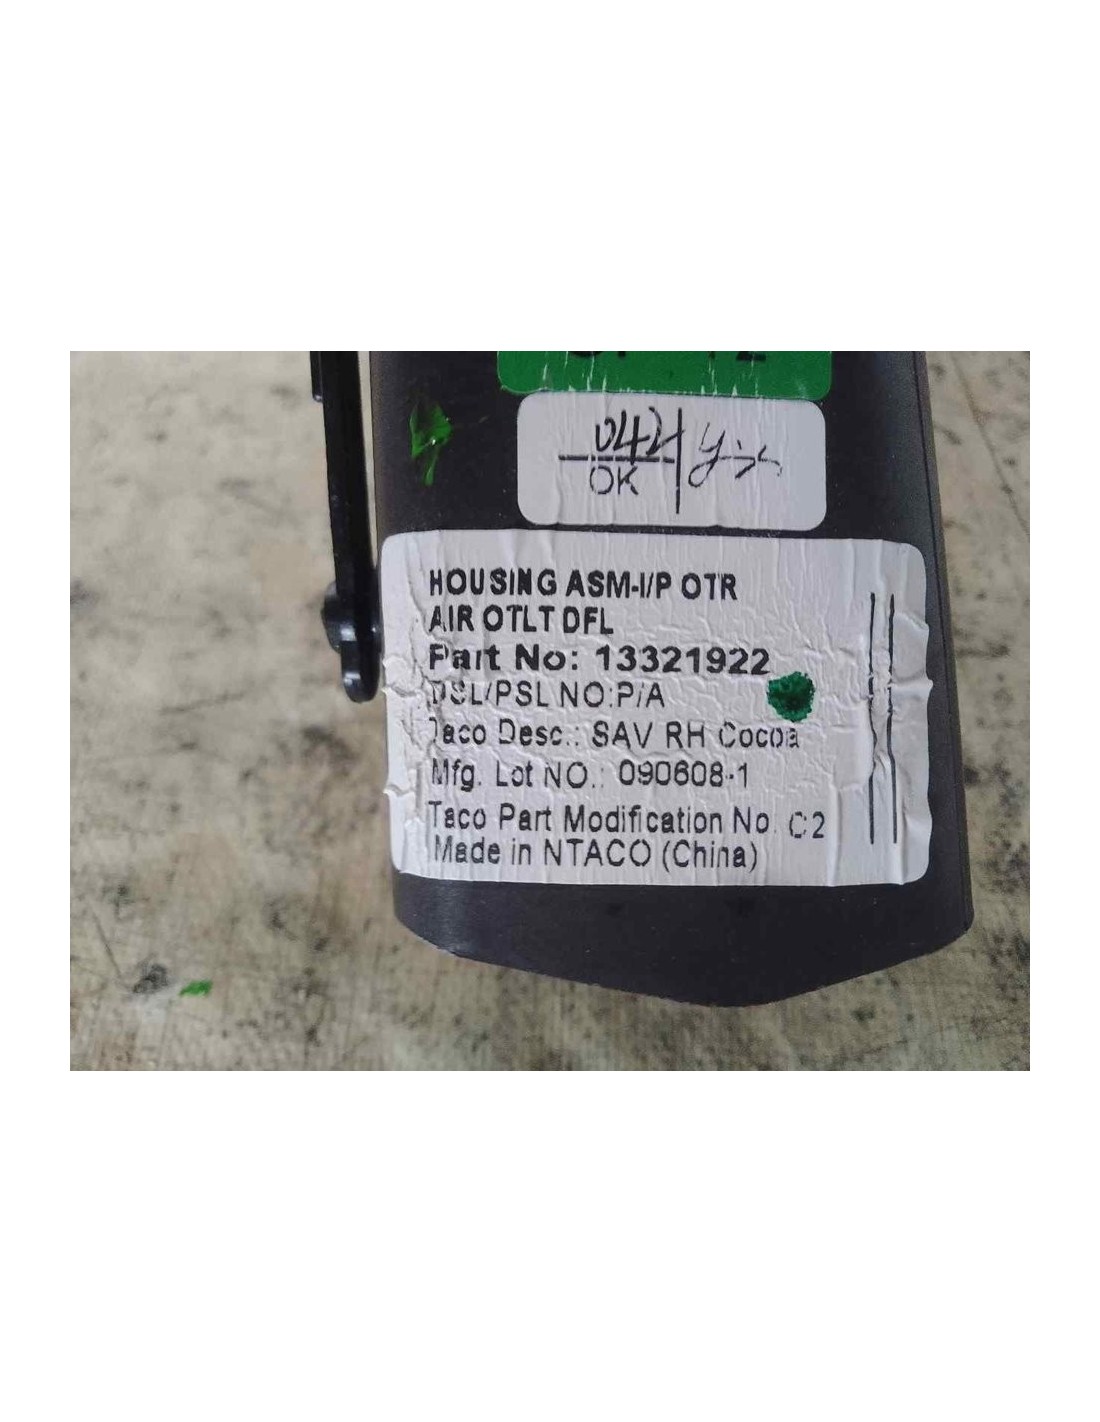 OK
HOUSING ASM-I/P OTR
AIR OTLT DFL
Part No: 13321922
DSL/PSL NO:P/A
Taco Desc.: SAV RH Cocoa
Mfg. Lot NO.: 090608-1
Taco Part Modification No. C2
Made in NTACO (China)